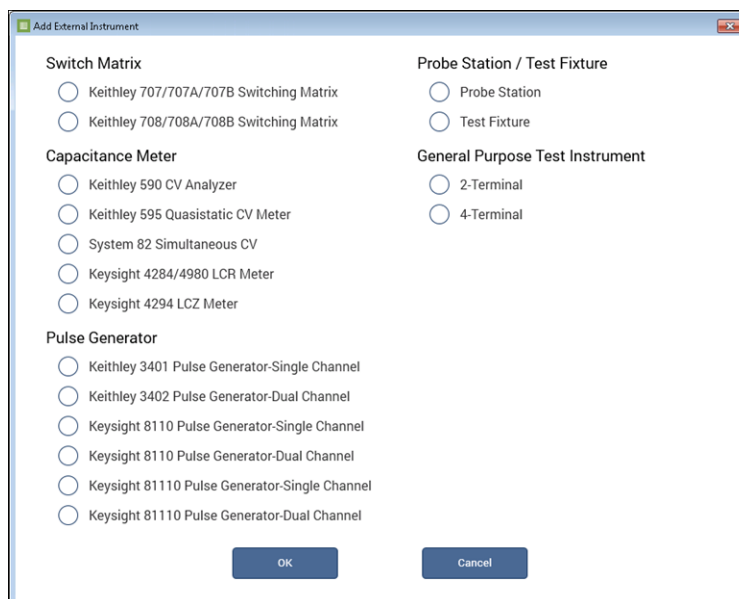 Add External Instrument
Switch Matrix
Keithley 707/707A/707B Switching Matrix
Keithley 708/708A/708B Switching Matrix
Capacitance Meter
Keithley 590 CV Analyzer
Keithley 595 Quasistatic CV Meter
System 82 Simultaneous CV
Keysight 4284/4980 LCR Meter
Keysight 4294 LCZ Meter
Pulse Generator
Keithley 3401 Pulse Generator-Single Channel
Keithley 3402 Pulse Generator-Dual Channel
Keysight 8110 Pulse Generator-Single Channel
Keysight 8110 Pulse Generator-Dual Channel
Keysight 81110 Pulse Generator-Single Channel
Keysight 81110 Pulse Generator-Dual Channel
Probe Station / Test Fixture
Probe Station
Test Fixture
General Purpose Test Instrument
2-Terminal
4-Terminal
OK
Cancel